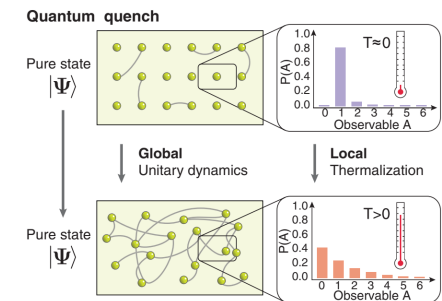 Quantum quench
Pure state
|Ψ⟩
P(A)
1.0
0.8
0.6
0.4
0.2
0.0
T≈0
0 1 2 3 4 5 6
Observable A
Global
Unitary dynamics
Local
Thermalization
Pure state
|Ψ⟩
P(A)
1.0
0.8
0.6
0.4
0.2
0.0
T>0
0 1 2 3 4 5 6
Observable A